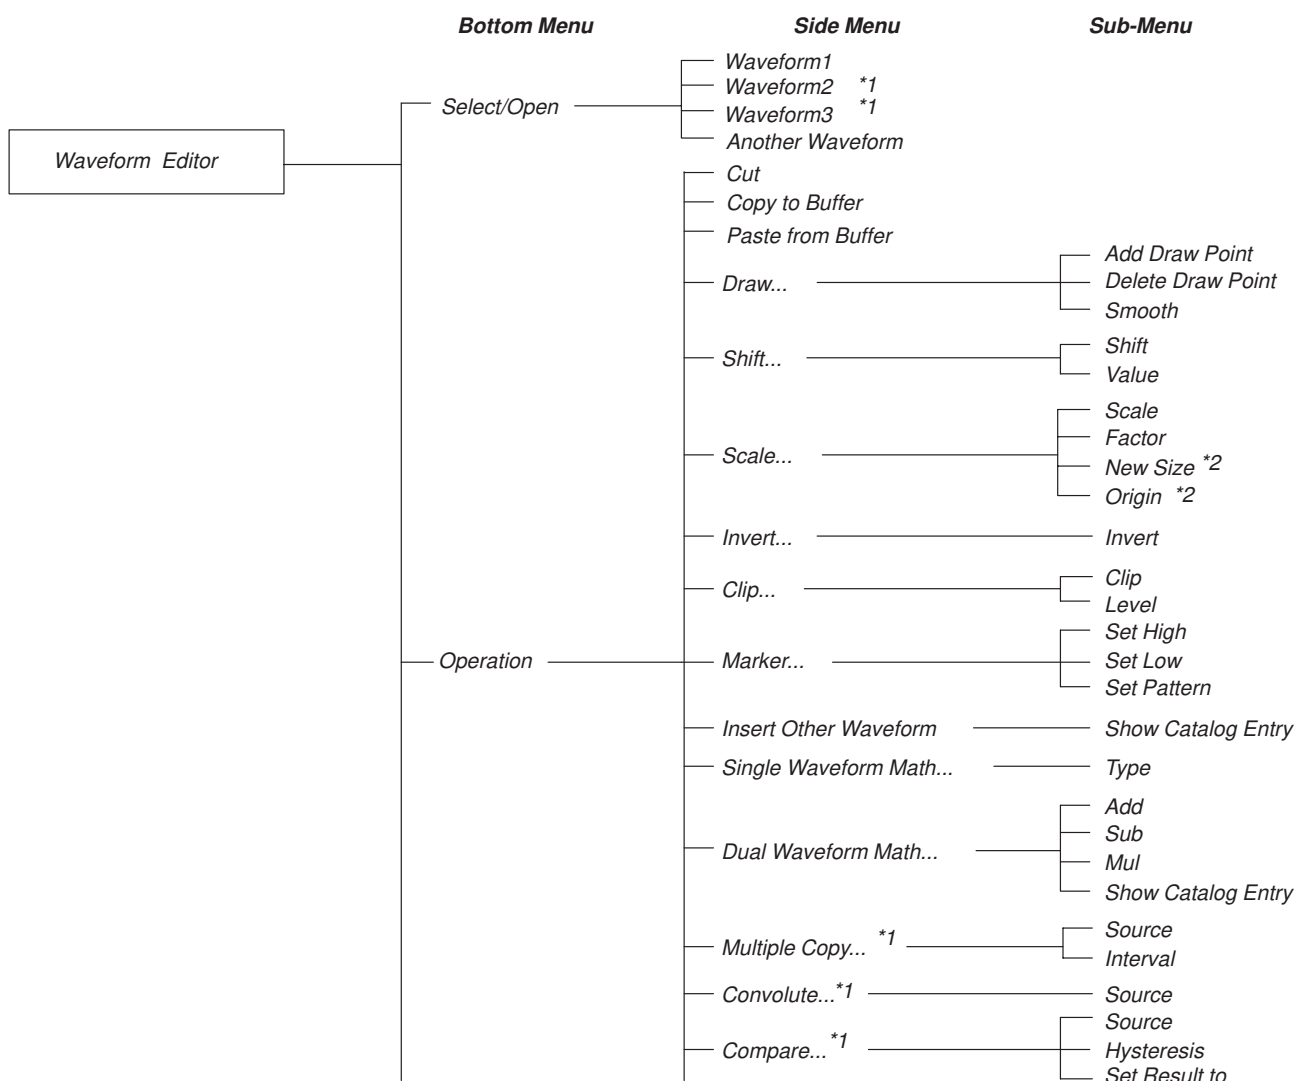 Bottom Menu Side Menu Sub-Menu
Waveform Editor
Select/Open
Waveform1
Waveform2 *1
Waveform3 *1
Another Waveform
Operation
Cut
Copy to Buffer
Paste from Buffer
Draw...
Add Draw Point
Delete Draw Point
Smooth
Shift...
Shift
Value
Scale...
Scale
Factor
New Size *2
Origin *2
Invert...
Invert
Clip...
Clip
Level
Marker...
Set High
Set Low
Set Pattern
Insert Other Waveform
Show Catalog Entry
Single Waveform Math...
Type
Dual Waveform Math...
Add
Sub
Mul
Show Catalog Entry
Multiple Copy... *1
Source
Interval
Convolute...*1
Source
Compare...*1
Source
Hysteresis
Set Result to